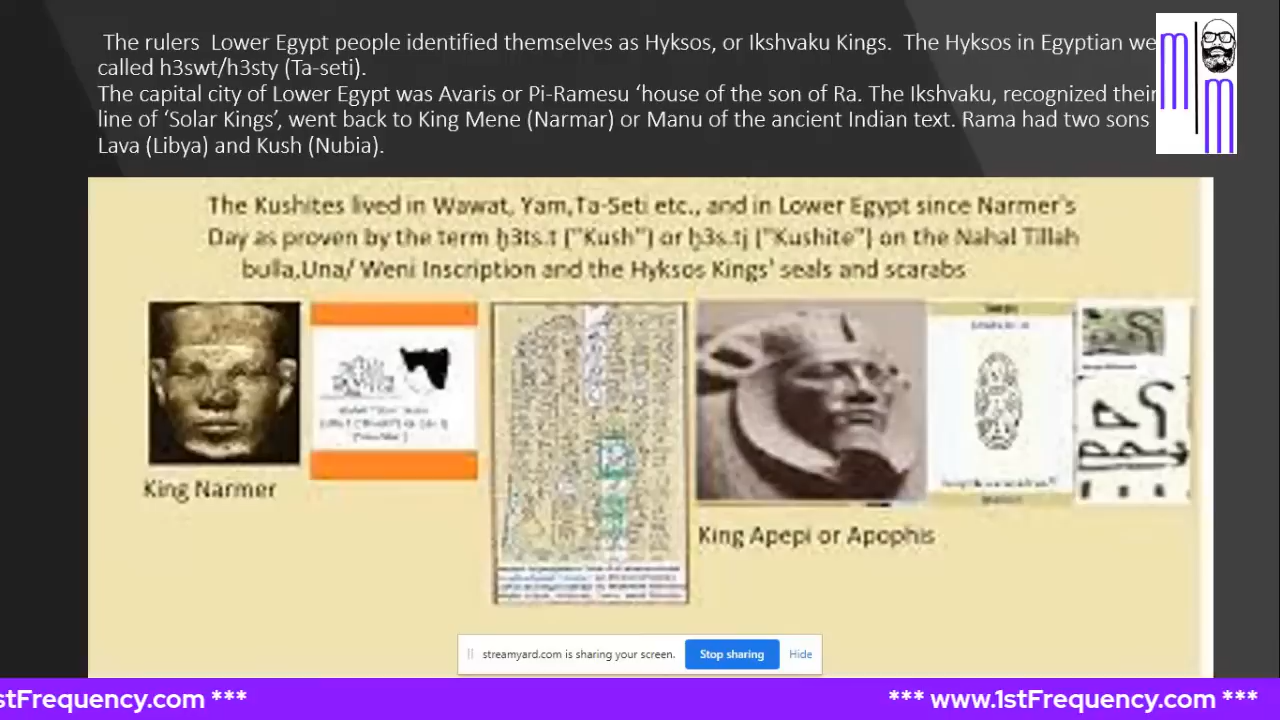 The rulers Lower Egypt people identified themselves as Hyksos, or Ikshvaku Kings. The Hyksos in Egyptian we
called h3swt/h3sty (Ta-seti).
The capital city of Lower Egypt was Avaris or Pi-Ramesu ‘house of the son of Ra. The Ikshvaku, recognized their
line of ‘Solar Kings’, went back to King Mene (Narmar) or Manu of the ancient Indian text. Rama had two sons
Lava (Libya) and Kush (Nubia).
m
m
The Kushites lived in Wawat, Yam,Ta-Seti etc., and in Lower Egypt since Narmer's
Day as proven by the term ḫ3ts.t ("Kush") or ḫ3s.tj ("Kushite") on the Nahal Tillah
bulla,Una/ Weni Inscription and the Hyksos Kings' seals and scarabs
King Narmer
King Apepi or Apophis
streamyard.com is sharing your screen.
Stop sharing
Hide
stFrequency.com ***
*** www.1stFrequency.com ***